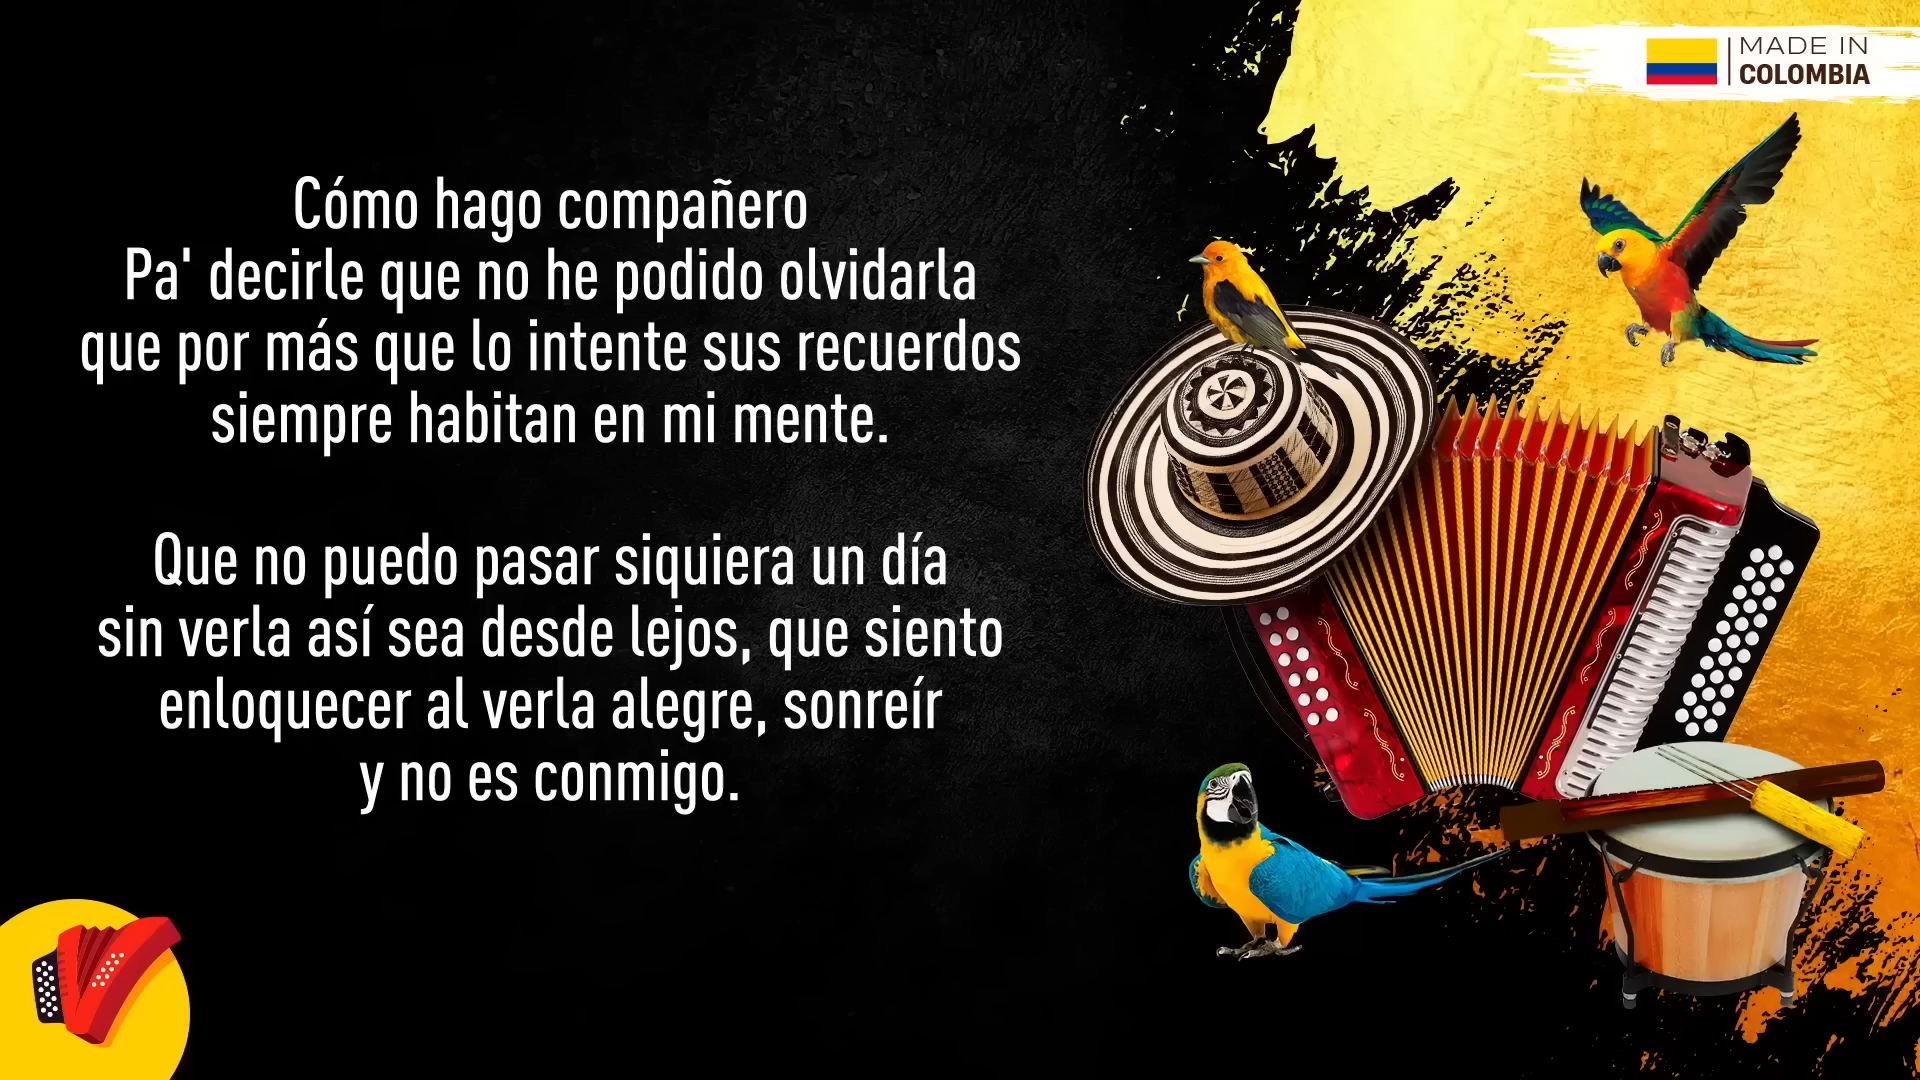 MADE IN
COLOMBIA
Cómo hago compañero
Pa' decirle que no he podido olvidarla
que por más que lo intente sus recuerdos
siempre habitan en mi mente.
Que no puedo pasar siquiera un día
sin verla así sea desde lejos, que siento
enloquecer al verla alegre, sonreír
y no es conmigo.